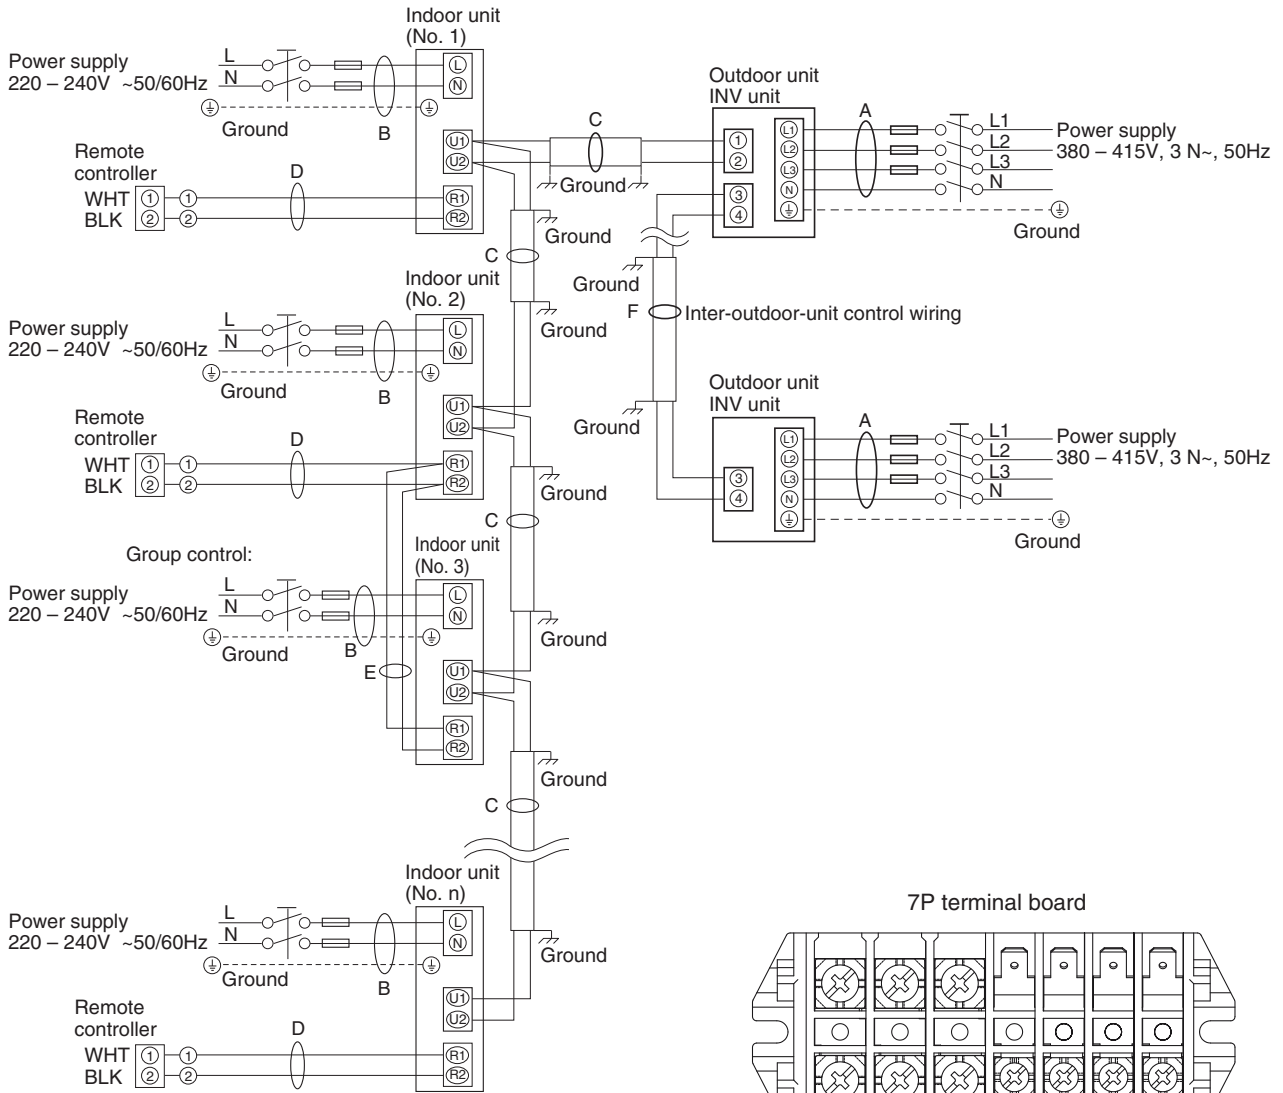 Indoor unit
(No. 1)
Power supply
220 – 240V ~50/60Hz
L
N
Ground
B
L
N
U1
U2
R1
R2
Remote
controller
WHT 1 1
BLK 2 2
D
C
Ground
Outdoor unit
INV unit
1
2
3
4
L1
L2
L3
N
A
L1
L2
L3
N
Power supply
380 – 415V, 3 N~, 50Hz
Ground
Ground
C
Ground
Ground
F
Inter-outdoor-unit control wiring
Ground
Indoor unit
(No. 2)
Power supply
220 – 240V ~50/60Hz
L
N
Ground
B
L
N
U1
U2
R1
R2
Remote
controller
WHT 1 1
BLK 2 2
D
Outdoor unit
INV unit
3
4
L1
L2
L3
N
A
L1
L2
L3
N
Power supply
380 – 415V, 3 N~, 50Hz
Ground
Ground
C
Ground
Group control:
Indoor unit
(No. 3)
Power supply
220 – 240V ~50/60Hz
L
N
Ground
B
E
L
N
U1
U2
R1
R2
Ground
C
Indoor unit
(No. n)
Power supply
220 – 240V ~50/60Hz
L
N
Ground
B
L
N
U1
U2
R1
R2
Ground
Remote
controller
WHT 1 1
BLK 2 2
D
7P terminal board